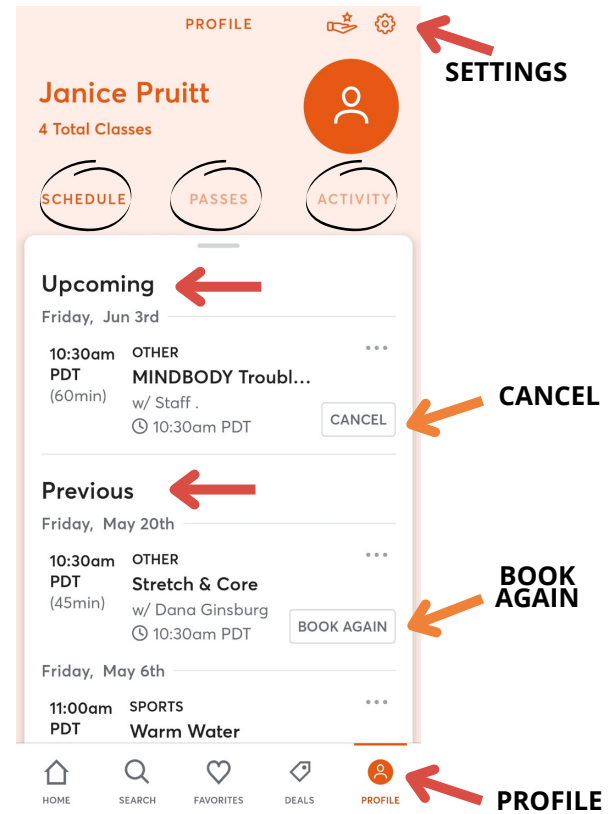 PROFILE
SETTINGS
Janice Pruitt
4 Total Classes
SCHEDULE PASSES ACTIVITY
Upcoming
Friday, Jun 3rd
10:30am OTHER
PDT MINDBODY Troubl...
(60min) w/ Staff .
10:30am PDT
CANCEL
CANCEL
Previous
Friday, May 20th
10:30am OTHER
PDT Stretch & Core
(45min) w/ Dana Ginsburg
10:30am PDT
BOOK AGAIN
BOOK
AGAIN
Friday, May 6th
11:00am SPORTS
PDT Warm Water
HOME SEARCH FAVORITES DEALS PROFILE
PROFILE